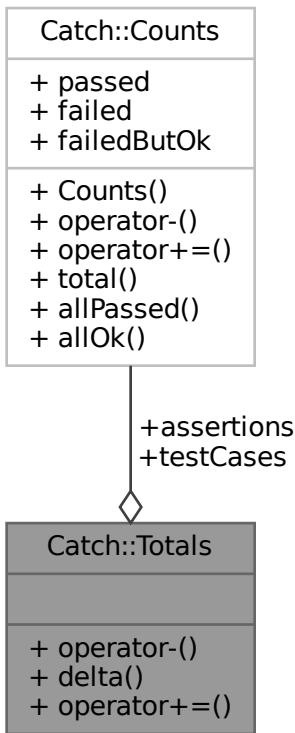 Catch::Counts
+ passed
+ failed
+ failedButOk
+ Counts()
+ operator-()
+ operator+=()
+ total()
+ allPassed()
+ allOk()
+assertions
+testCases
Catch::Totals
+ operator-()
+ delta()
+ operator+=()